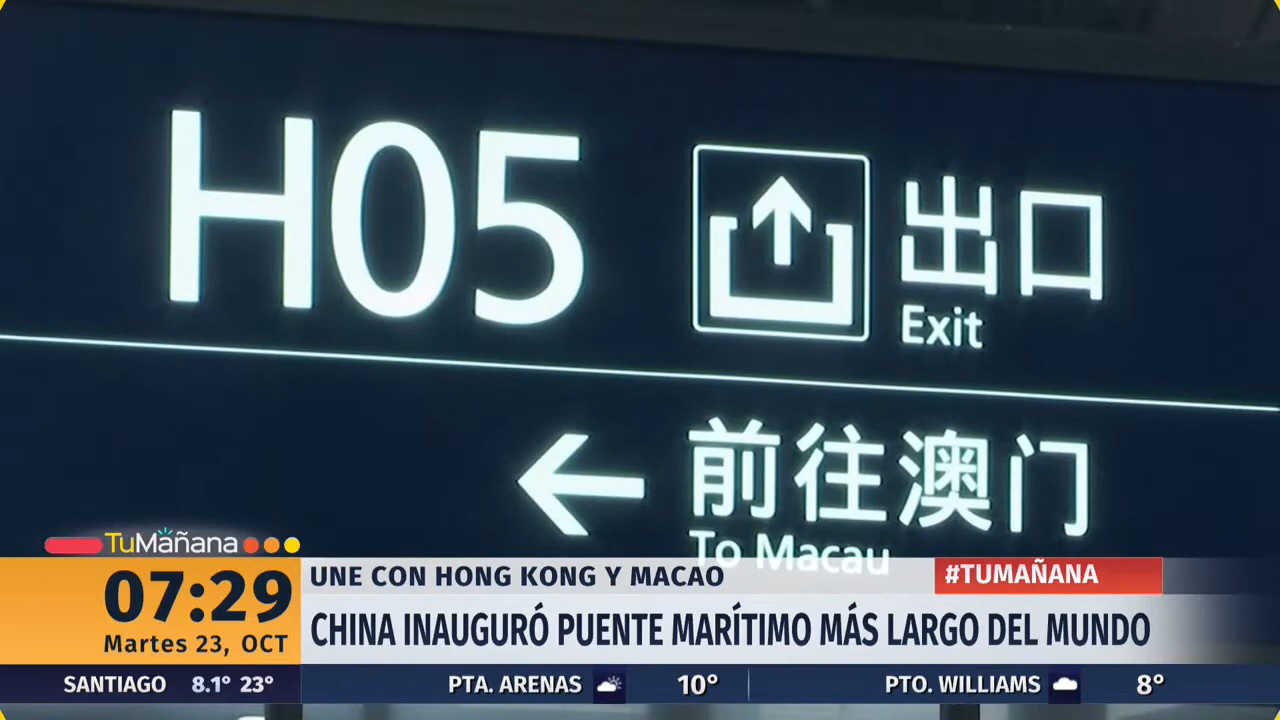 H05 出口
Exit
前往澳门
To Macau
TuMañana
07:29
Martes 23, OCT
UNE CON HONG KONG Y MACAO
#TUMAÑANA
CHINA INAUGURÓ PUENTE MARÍTIMO MÁS LARGO DEL MUNDO
SANTIAGO 8.1° 23° PTA. ARENAS 10° PTO. WILLIAMS 8°